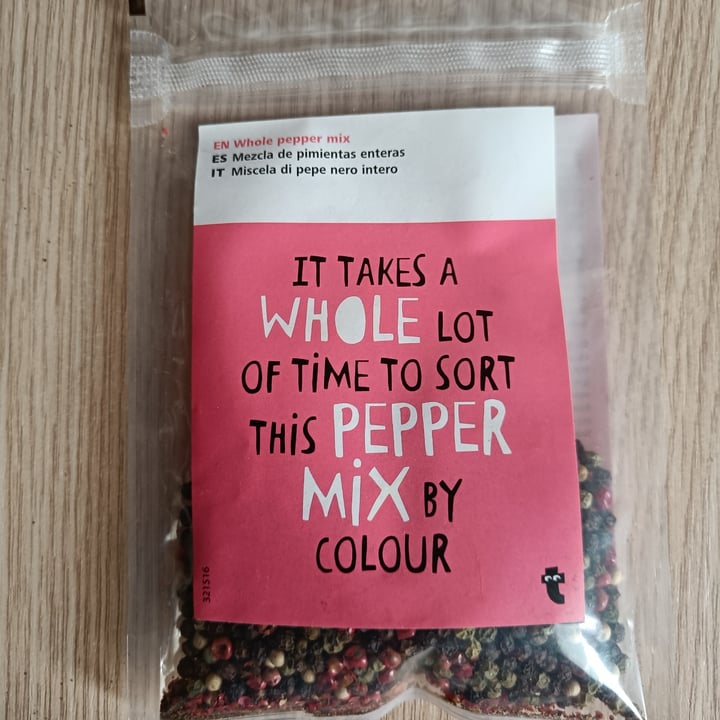 EN Whole pepper mix
ES Mezcla de pimientas enteras
IT Miscela di pepe nero intero
IT TAKES A
WHOLE LOT
OF TiME TO SORT
THiS PEPPER
MiX BY
COLOUR
321516
t